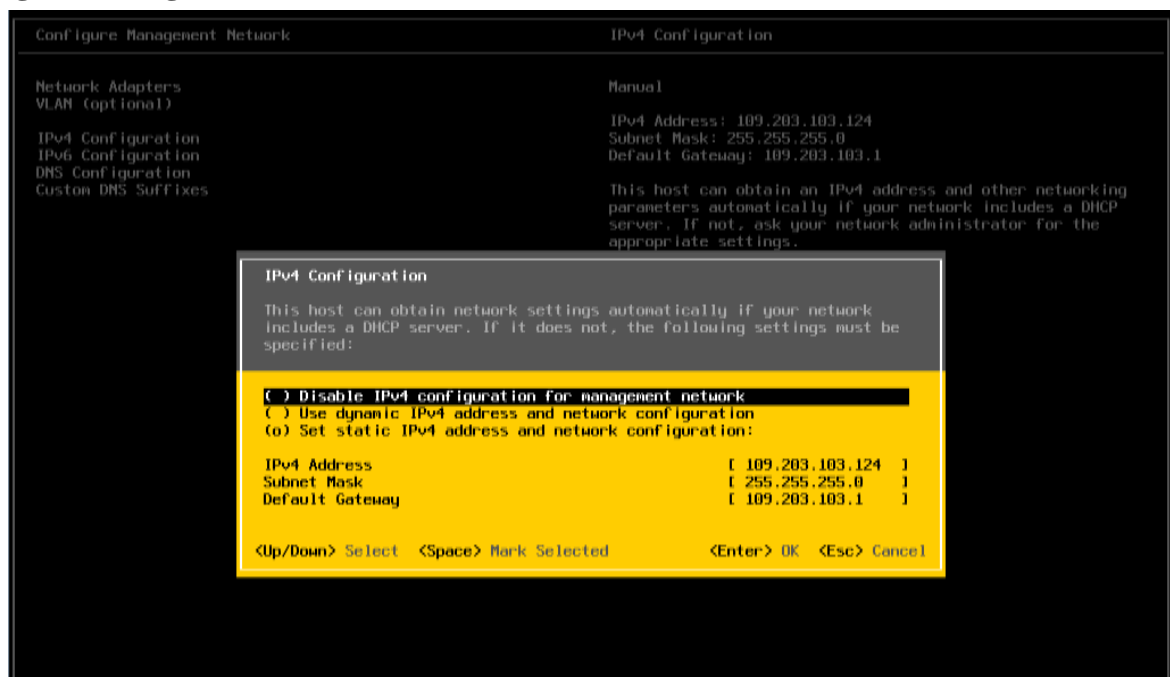 Configure Management Network
IPv4 Configuration
Network Adapters
VLAN (optional)
IPv4 Configuration
IPv6 Configuration
DNS Configuration
Custom DNS Suffixes
Manual
IPv4 Address: 109.203.103.124
Subnet Mask: 255.255.255.0
Default Gateway: 109.203.103.1
This host can obtain an IPv4 address and other networking
parameters automatically if your network includes a DHCP
server. If not, ask your network administrator for the
appropriate settings.
IPv4 Configuration
This host can obtain network settings automatically if your network
includes a DHCP server. If it does not, the following settings must be
specified:
( ) Disable IPv4 configuration for management network
( ) Use dynamic IPv4 address and network configuration
(o) Set static IPv4 address and network configuration:
IPv4 Address [ 109.203.103.124 ]
Subnet Mask [ 255.255.255.0 ]
Default Gateway [ 109.203.103.1 ]
<Up/Down> Select <Space> Mark Selected <Enter> OK <Esc> Cancel